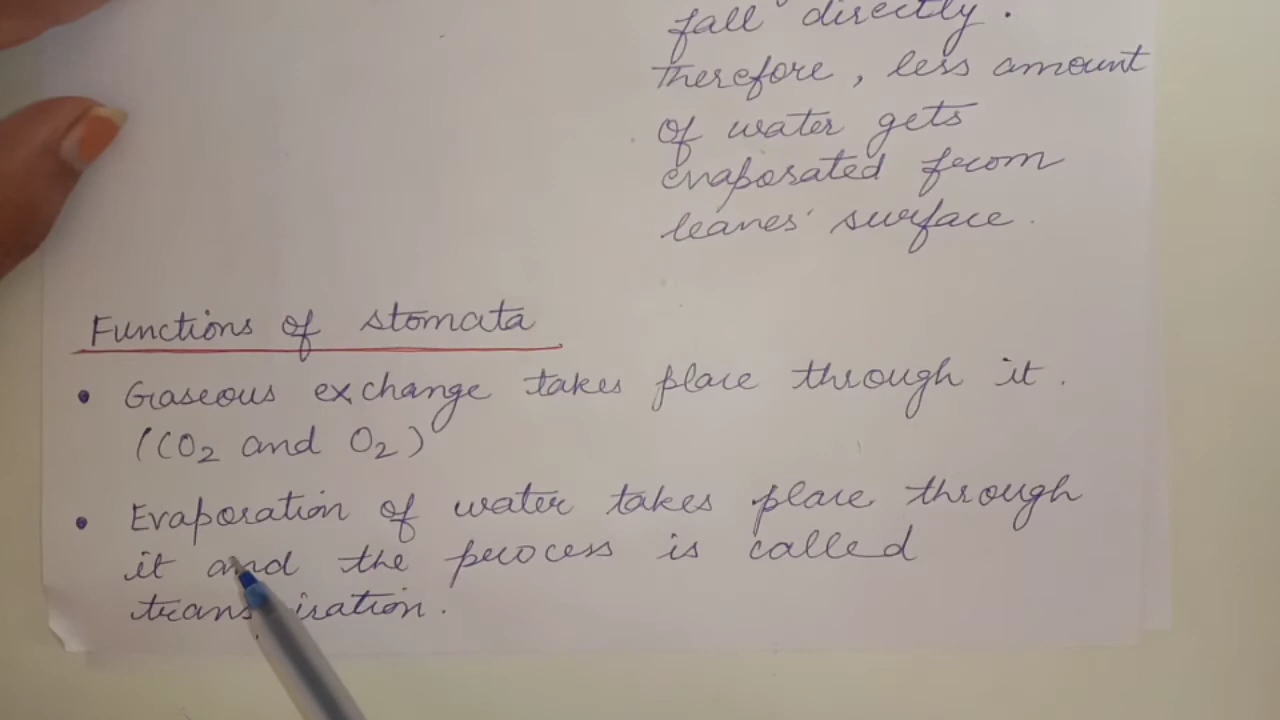 fall directly.
therefore, less amount
of water gets
evaporated from
leaves' surface.
Functions of stomata
• Gaseous exchange takes place through it.
(CO₂ and O₂)
• Evaporation of water takes place through
it and the process is called
transpiration.